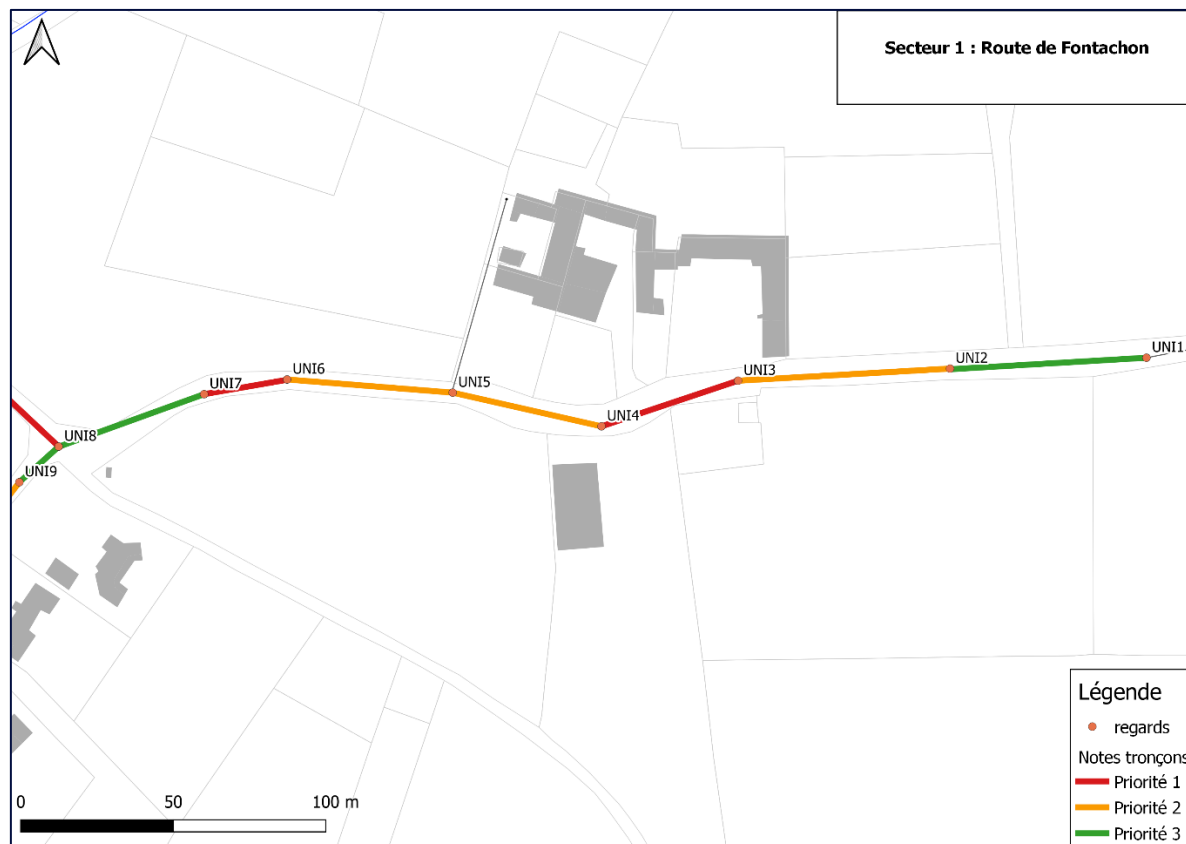 Secteur 1 : Route de Fontachon
UNI1.
UNI2
UNI3
UNI6
UNI7
UNI5
UNI4
UNI8
UNI9
Légende
regards
Notes tronçons
Priorité 1
Priorité 2
Priorité 3
0 50 100 m